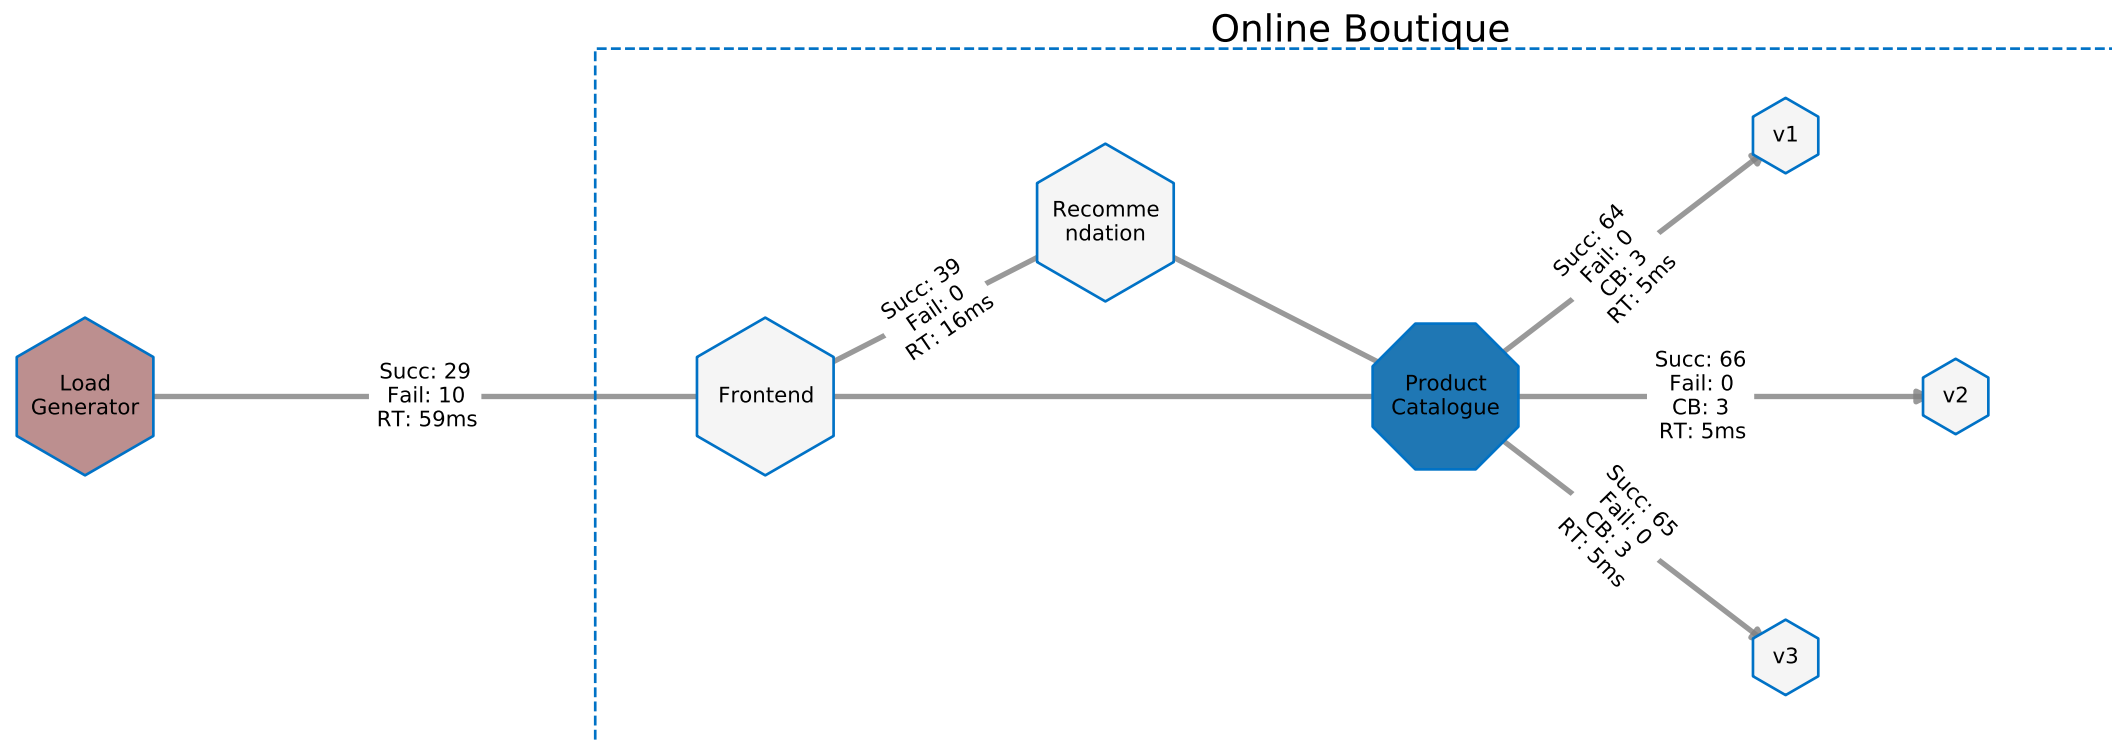 Online Boutique
Load
Generator
Succ: 29
Fail: 10
RT: 59ms
Frontend
Succ: 39
Fail: 0
RT: 16ms
Recomme
ndation
Product
Catalogue
Succ: 64
Fail: 0
CB: 3
RT: 5ms
v1
Succ: 66
Fail: 0
CB: 3
RT: 5ms
v2
Succ: 65
Fail: 0
CB: 3
RT: 5ms
v3